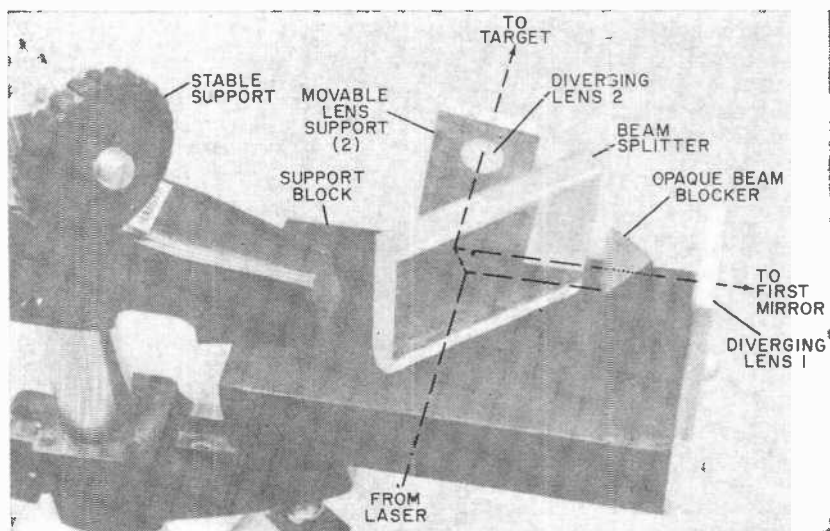 TO
TARGET
STABLE
SUPPORT
MOVABLE
LENS
SUPPORT
(2)
DIVERGING
LENS 2
BEAM
SPLITTER
SUPPORT
BLOCK
OPAQUE BEAM
BLOCKER
TO
FIRST
MIRROR
DIVERGING
LENS 1
FROM
LASER